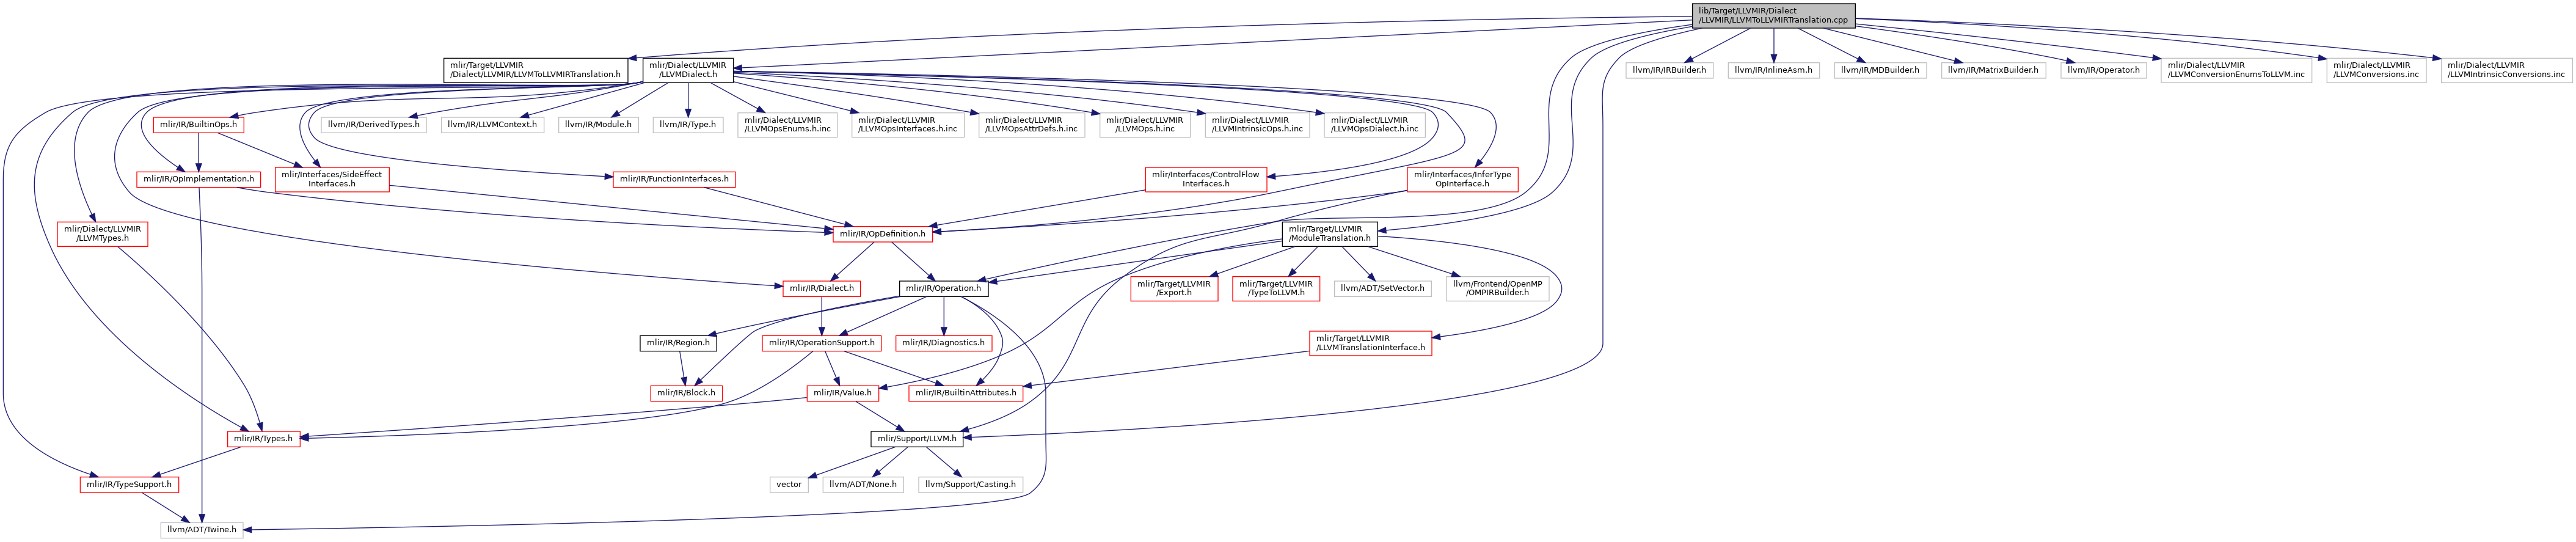 lib/Target/LLVMIR/Dialect
/LLVMIR/LLVMToLLVMIRTranslation.cpp
mlir/Target/LLVMIR
/Dialect/LLVMIR/LLVMToLLVMIRTranslation.h
mlir/Dialect/LLVMIR
/LLVMDialect.h
llvm/IR/IRBuilder.h
llvm/IR/InlineAsm.h
llvm/IR/MDBuilder.h
llvm/IR/MatrixBuilder.h
llvm/IR/Operator.h
mlir/Dialect/LLVMIR
/LLVMConversionEnumsToLLVM.inc
mlir/Dialect/LLVMIR
/LLVMConversions.inc
mlir/Dialect/LLVMIR
/LLVMIntrinsicConversions.inc
mlir/IR/BuiltinOps.h
llvm/IR/DerivedTypes.h
llvm/IR/LLVMContext.h
llvm/IR/Module.h
llvm/IR/Type.h
mlir/Dialect/LLVMIR
/LLVMOpsEnums.h.inc
mlir/Dialect/LLVMIR
/LLVMOpsInterfaces.h.inc
mlir/Dialect/LLVMIR
/LLVMOpsAttrDefs.h.inc
mlir/Dialect/LLVMIR
/LLVMOps.h.inc
mlir/Dialect/LLVMIR
/LLVMIntrinsicOps.h.inc
mlir/Dialect/LLVMIR
/LLVMOpsDialect.h.inc
mlir/IR/OpImplementation.h
mlir/Interfaces/SideEffect
Interfaces.h
mlir/IR/FunctionInterfaces.h
mlir/Interfaces/ControlFlow
Interfaces.h
mlir/Interfaces/InferType
OpInterface.h
mlir/Dialect/LLVMIR
/LLVMTypes.h
mlir/IR/OpDefinition.h
mlir/Target/LLVMIR
/ModuleTranslation.h
mlir/IR/Dialect.h
mlir/IR/Operation.h
mlir/Target/LLVMIR
/Export.h
mlir/Target/LLVMIR
/TypeToLLVM.h
llvm/ADT/SetVector.h
llvm/Frontend/OpenMP
/OMPIRBuilder.h
mlir/IR/Region.h
mlir/IR/OperationSupport.h
mlir/IR/Diagnostics.h
mlir/Target/LLVMIR
/LLVMTranslationInterface.h
mlir/IR/Block.h
mlir/IR/Value.h
mlir/IR/BuiltinAttributes.h
mlir/IR/Types.h
mlir/Support/LLVM.h
mlir/IR/TypeSupport.h
vector
llvm/ADT/None.h
llvm/Support/Casting.h
llvm/ADT/Twine.h